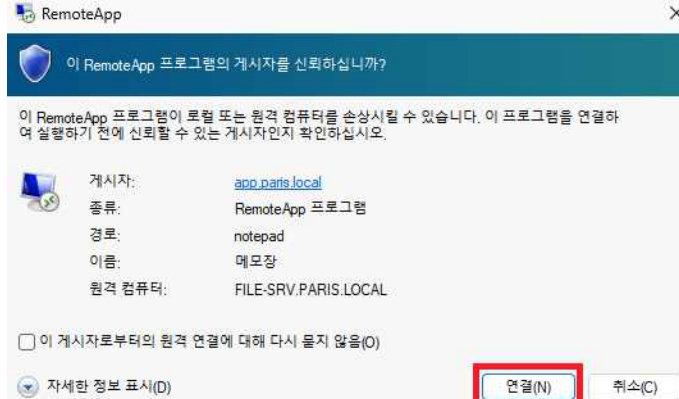 RemoteApp
이 RemoteApp 프로그램의 게시자를 신뢰하십니까?
이 RemoteApp 프로그램이 로컬 또는 원격 컴퓨터를 손상시킬 수 있습니다. 이 프로그램을 연결하
여 실행하기 전에 신뢰할 수 있는 게시자인지 확인하십시오.
게시자: app.paris.local
종류: RemoteApp 프로그램
경로: notepad
이름: 메모장
원격 컴퓨터: FILE-SRV.PARIS.LOCAL
이 게시자로부터의 원격 연결에 대해 다시 묻지 않음(O)
자세한 정보 표시(D) 연결(N) 취소(C)